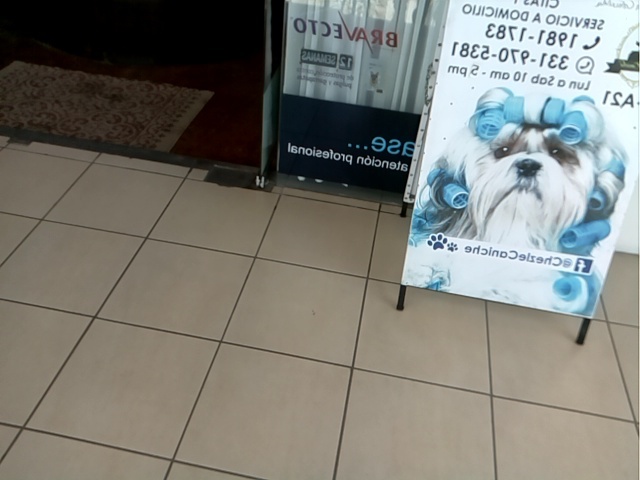 SERVICIO A DOMICILIO
1981-1783
331-970-5381
Lun a Sab 10 am - 5 pm
@ChezleCaniche
BRAVECTO
12 SEMANAS
ase...
atención profesional
A21